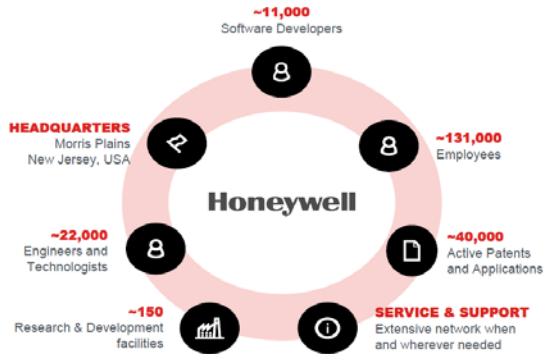 ~11,000
Software Developers
HEADQUARTERS
Morris Plains
New Jersey, USA
~131,000
Employees
Honeywell
~22,000
Engineers and
Technologists
~40,000
Active Patents
and Applications
~150
Research & Development
facilities
SERVICE & SUPPORT
Extensive network when
and wherever needed